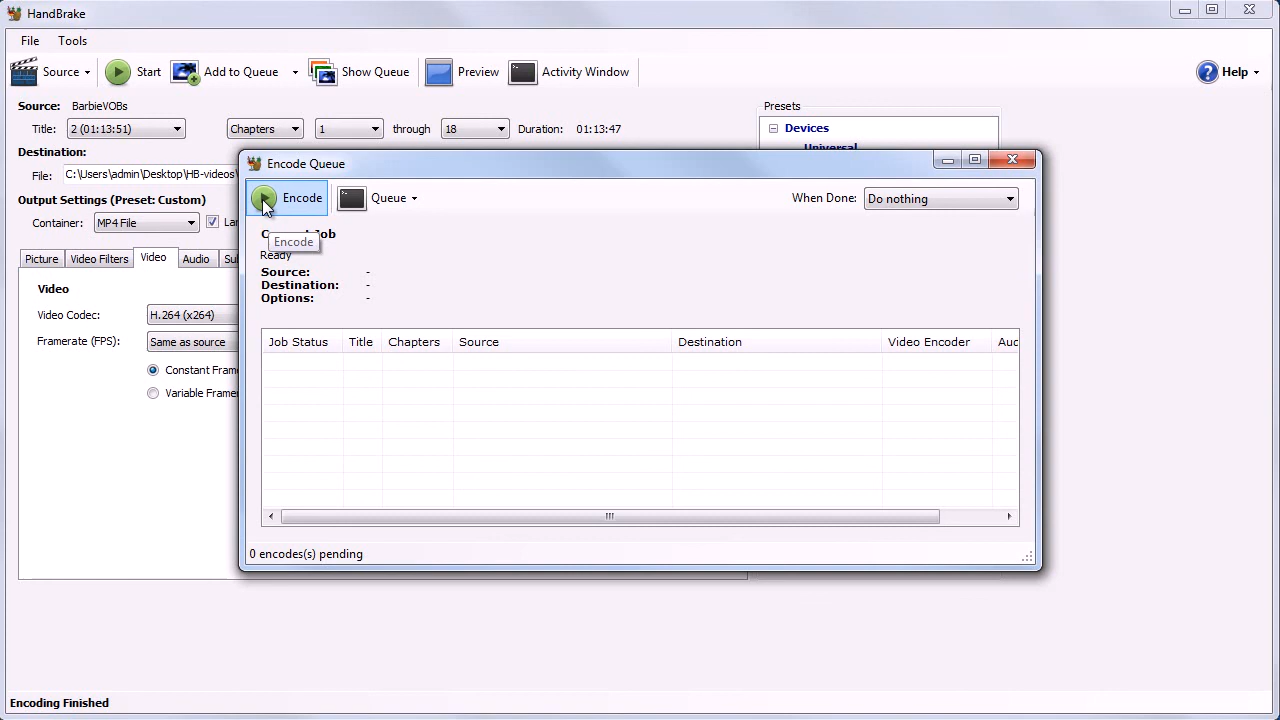 HandBrake
File Tools
Source Start Add to Queue Show Queue Preview Activity Window Help
Source: BarbieVOBs
Presets
Title: 2 (01:13:51) Chapters 1 through 18 Duration: 01:13:47
Devices
Destination:
File: C:\Users\admin\Desktop\HB-videos\
Output Settings (Preset: Custom)
Container: MP4 File
Picture Video Filters Video Audio
Video
Video Codec: H.264 (x264)
Framerate (FPS): Same as source
Constant
Variable
Encode Queue
Encode Queue When Done: Do nothing
Encode
Ready
Source: -
Destination: -
Options: -
Job Status Title Chapters Source Destination Video Encoder
0 encodes(s) pending
Encoding Finished